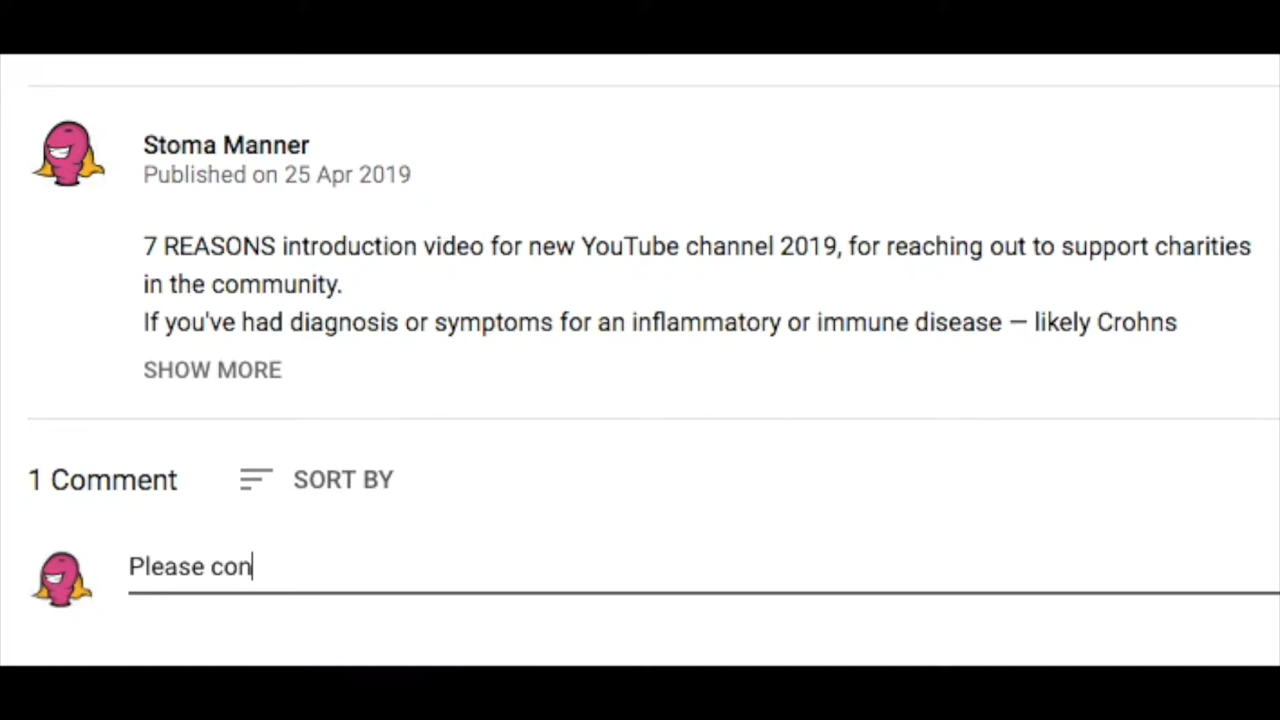 Stoma Manner
Published on 25 Apr 2019
7 REASONS introduction video for new YouTube channel 2019, for reaching out to support charities
in the community.
If you've had diagnosis or symptoms for an inflammatory or immune disease — likely Crohns
SHOW MORE
1 Comment SORT BY
Please con